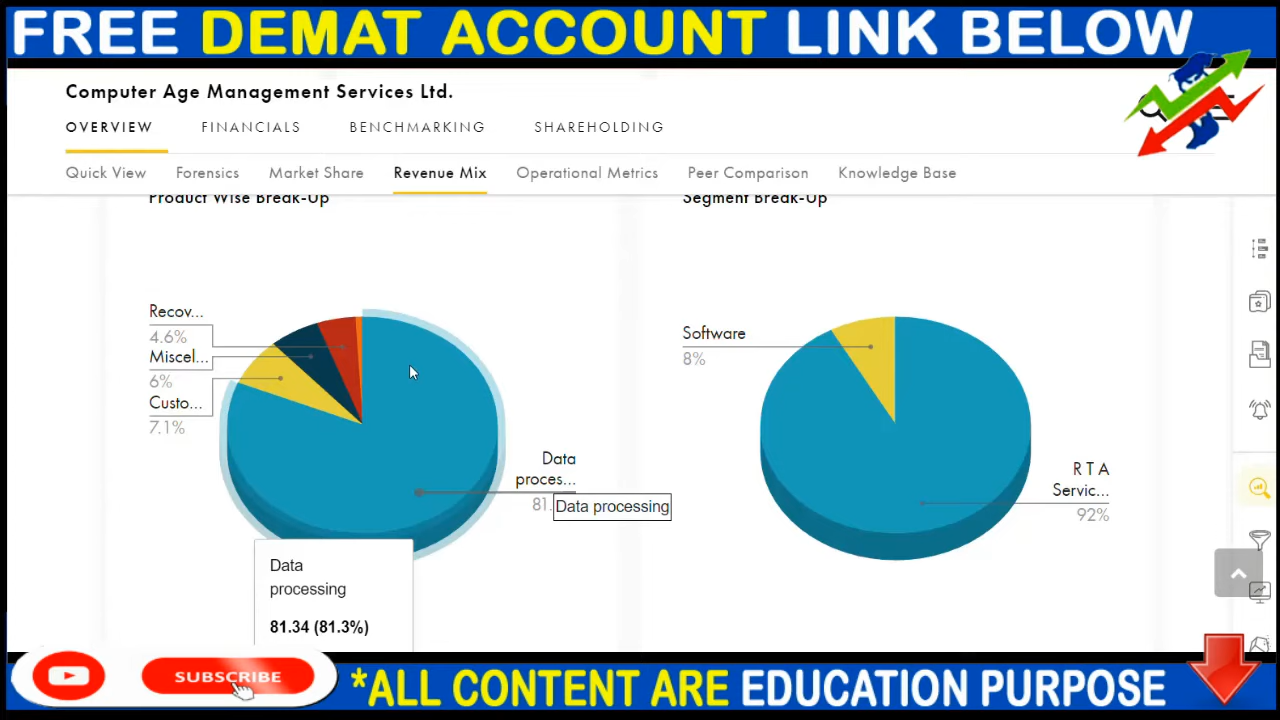 FREE DEMAT ACCOUNT LINK BELOW
Computer Age Management Services Ltd.
OVERVIEW FINANCIALS BENCHMARKING SHAREHOLDING
Quick View Forensics Market Share Revenue Mix Operational Metrics Peer Comparison Knowledge Base
Product Wise Break-Up
Recov...
4.6%
Miscel...
6%
Custo...
7.1%
Data
proces...
81.
Data processing
Data
processing
81.34 (81.3%)
Segment Break-Up
Software
8%
R T A
Servic...
92%
SUBSCRIBE
*ALL CONTENT ARE EDUCATION PURPOSE